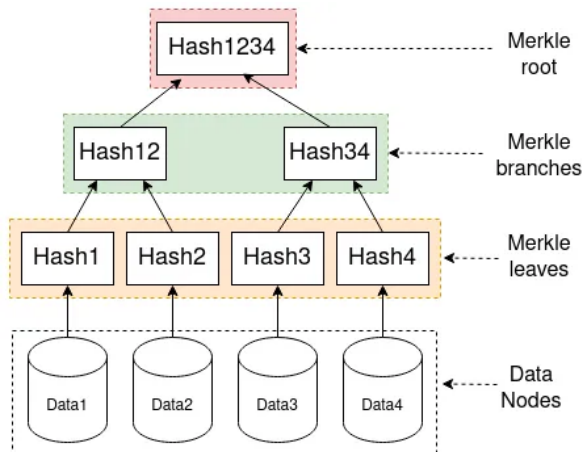 Hash1234
Merkle
root
Hash12
Hash34
Merkle
branches
Hash1
Hash2
Hash3
Hash4
Merkle
leaves
Data1
Data2
Data3
Data4
Data
Nodes